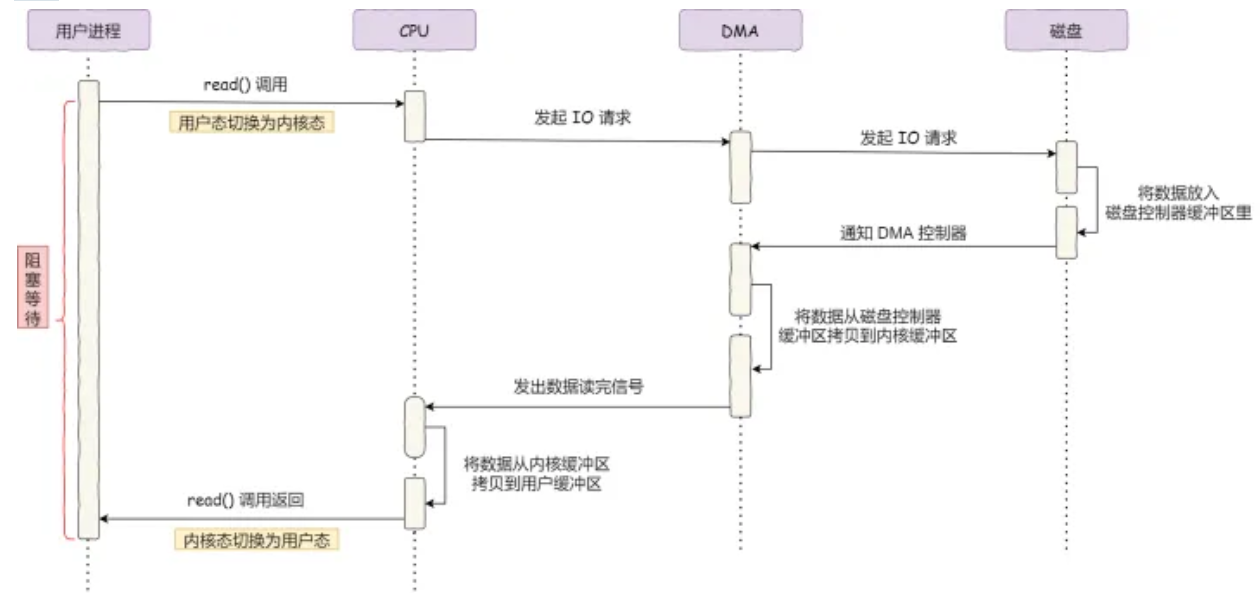 用户进程
CPU
DMA
磁盘
read() 调用
用户态切换为内核态
发起 IO 请求
发起 IO 请求
将数据放入
磁盘控制器缓冲区里
通知 DMA 控制器
阻塞等待
将数据从磁盘控制器
缓冲区拷贝到内核缓冲区
发出数据读完信号
将数据从内核缓冲区
拷贝到用户缓冲区
read() 调用返回
内核态切换为用户态